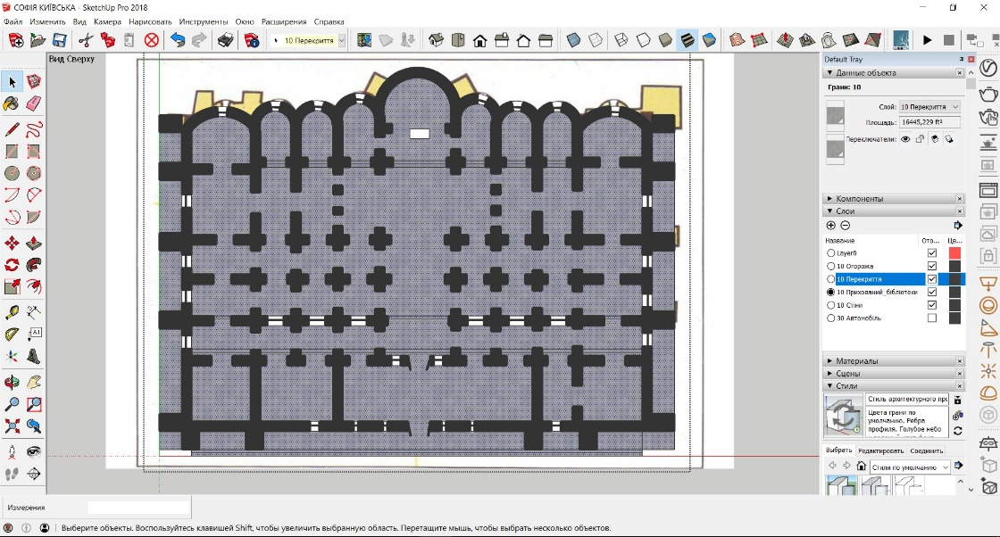 СОФІЯ КИЇВСЬКА - SketchUp Pro 2018
Файл Изменить Вид Камера Нарисовать Инструменты Окно Расширения Справка
10 Перекриття
Вид Сверху
Default Tray
Данные объекта
Грани: 10
Слой: 10 Перекриття
Площадь: 16445,229 ft²
Переключатели:
Компоненты
Слои
Название Ото... Цв...
Layer0
10 Огорожа
10 Перекриття
10 Прихований_бібліотеки
10 Стіни
30 Автомобіль
Материалы
Сцены
Стили
Стиль архитектурного про
Цвета грани по
умолчанию. Ребра
профиля. Голубое небо
Выбрать Редактировать Соединить
Стили по умолчанию
Измерения
Выберите объекты. Воспользуйтесь клавишей Shift, чтобы увеличить выбранную область. Перетащите мышь, чтобы выбрать несколько объектов.